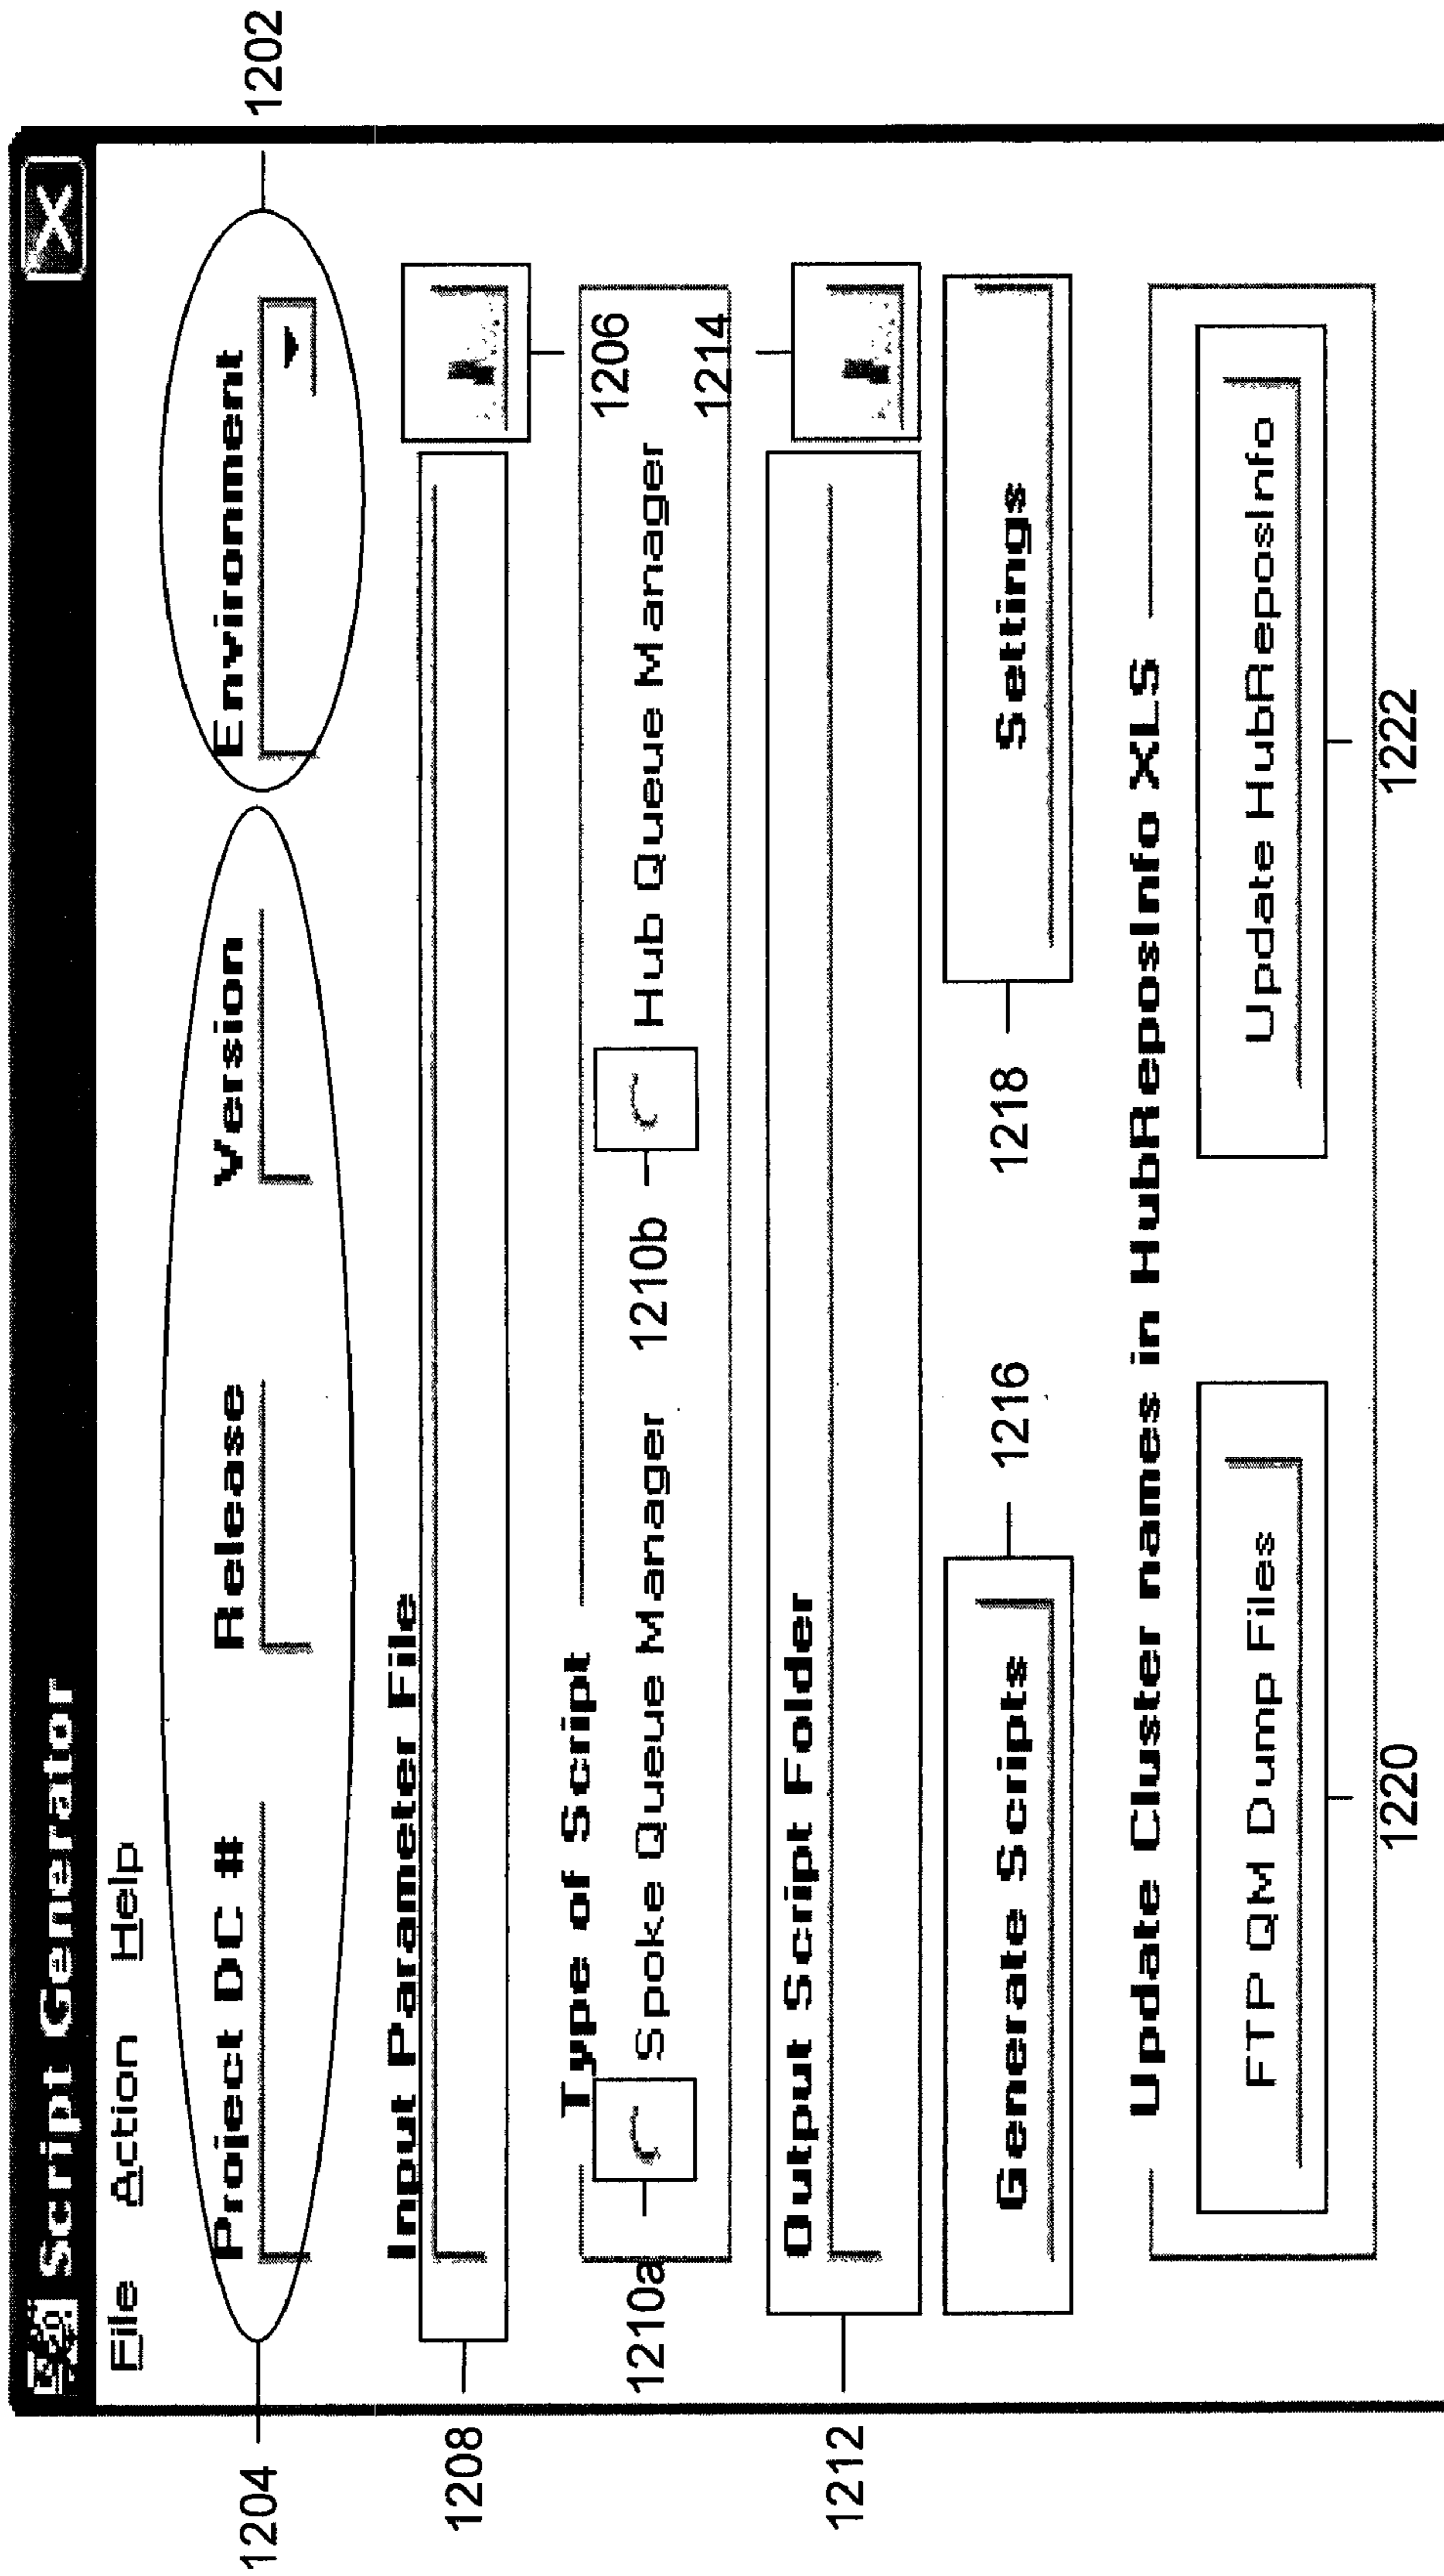 Script Generator
File Action Help
1204 Project DC # Release Version Environment 1202
Input Parameter File
1208
1206
Type of Script
1210a Spoke Queue Manager 1210b Hub Queue Manager
1214
Output Script Folder
1212
Generate Scripts 1216 1218 Settings
Update Cluster names in HubReposInfo XLS
FTP QM Dump Files Update HubReposInfo
1220 1222